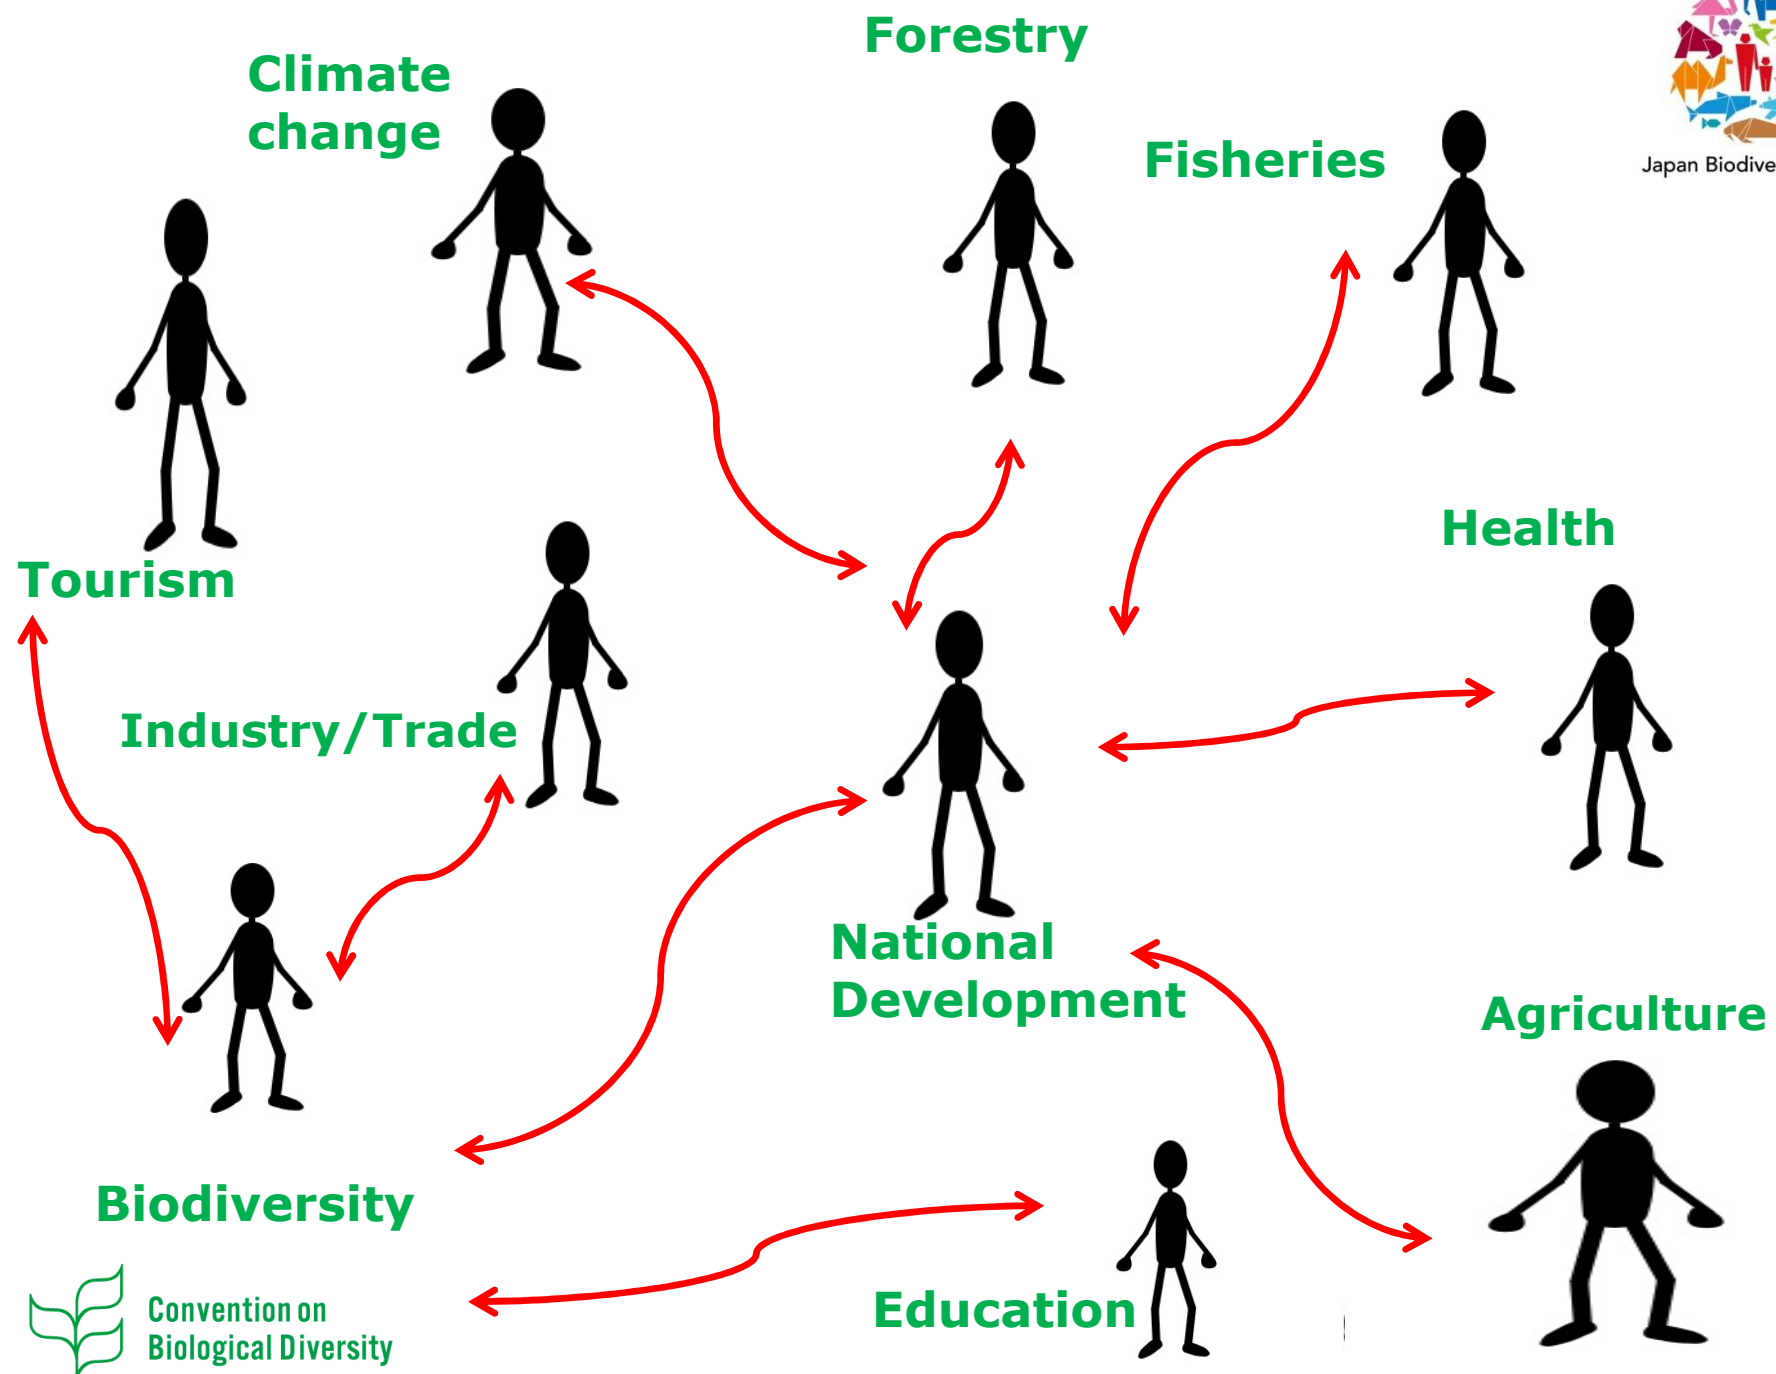 Forestry
Climate
change
Fisheries
Japan Biodive
Health
Tourism
Industry/Trade
National
Development
Agriculture
Biodiversity
Education
Convention on
Biological Diversity